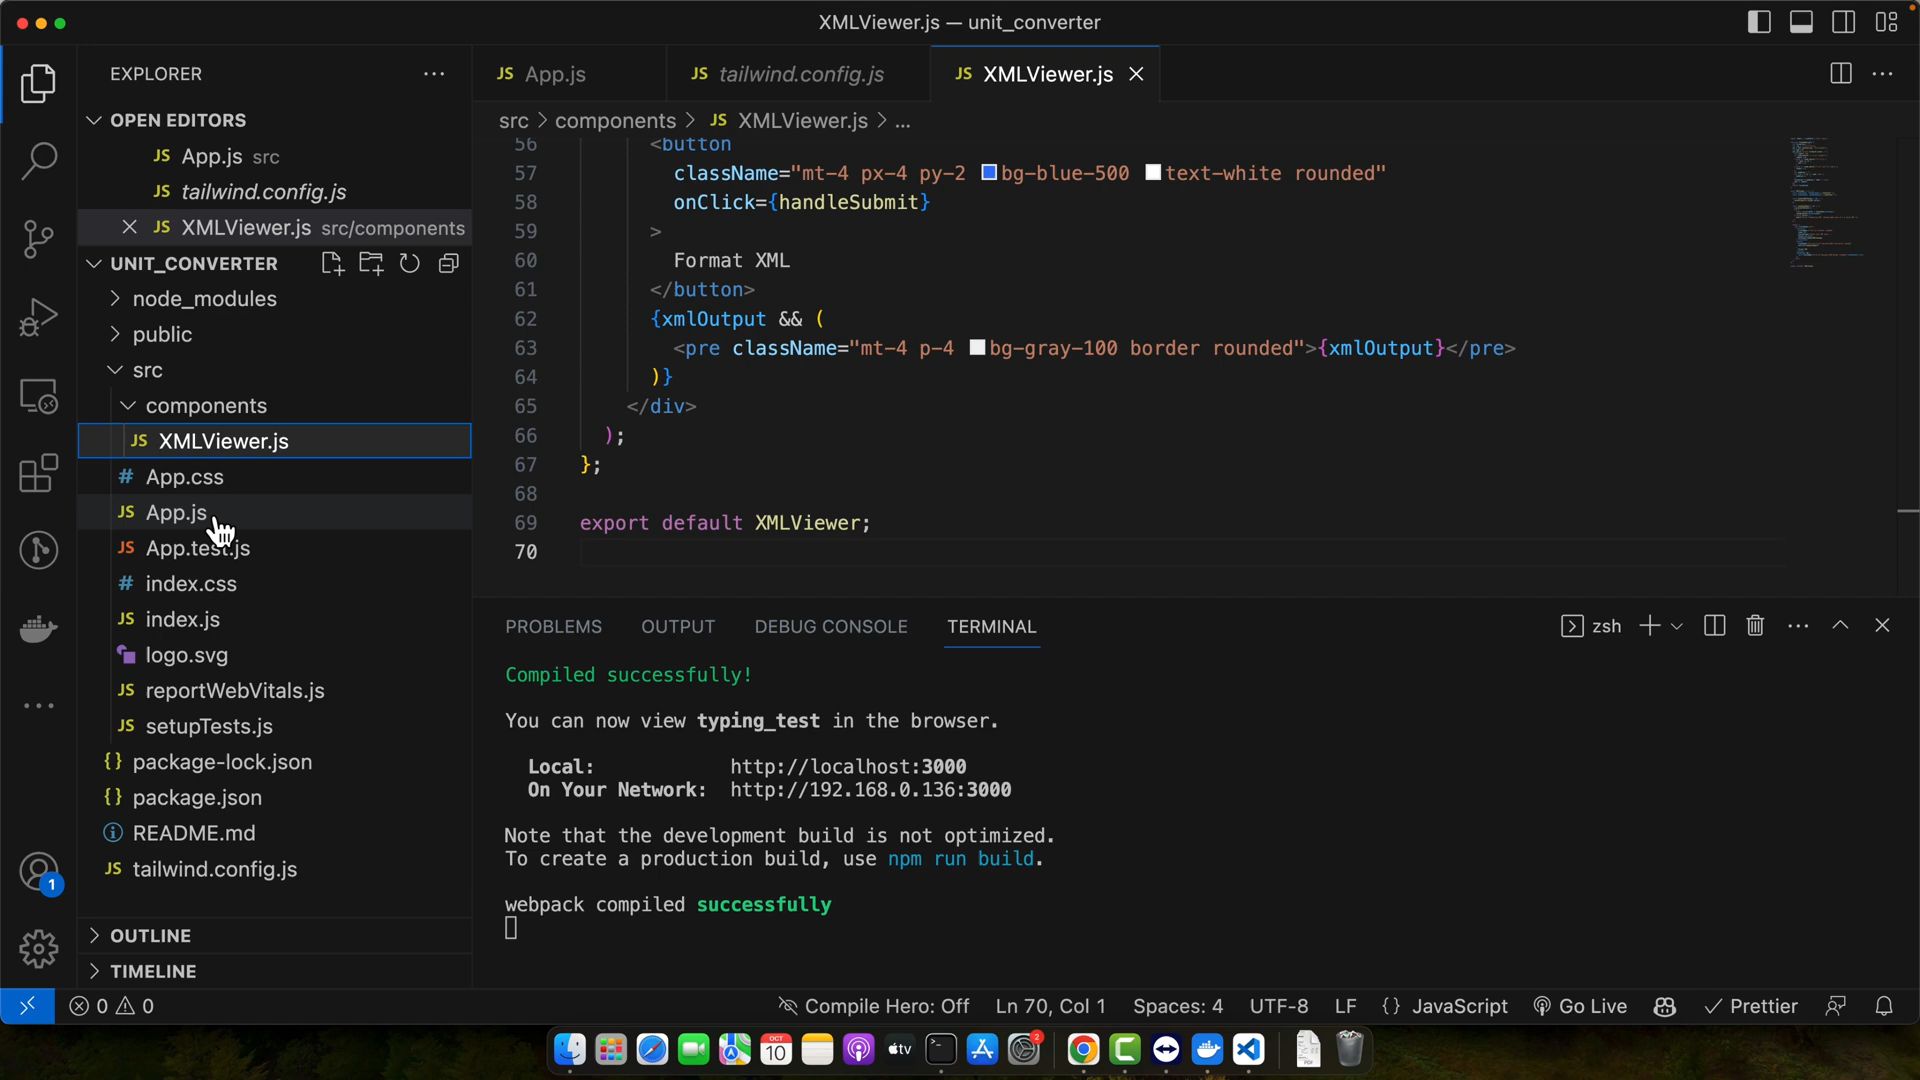 XMLViewer.js — unit_converter
EXPLORER
OPEN EDITORS
JS App.js src
JS tailwind.config.js
JS XMLViewer.js src/components
UNIT_CONVERTER
node_modules
public
src
components
JS XMLViewer.js
# App.css
JS App.js
JS App.test.js
# index.css
JS index.js
logo.svg
JS reportWebVitals.js
JS setupTests.js
{} package-lock.json
{} package.json
README.md
JS tailwind.config.js
OUTLINE
TIMELINE
1
JS App.js
JS tailwind.config.js
JS XMLViewer.js
src > components > JS XMLViewer.js > ...
56 <button
57 className="mt-4 px-4 py-2 bg-blue-500 text-white rounded"
58 onClick={handleSubmit}
59 >
60 Format XML
61 </button>
62 {xmlOutput && (
63 <pre className="mt-4 p-4 bg-gray-100 border rounded">{xmlOutput}</pre>
64 )}
65 </div>
66 );
67 };
68
69 export default XMLViewer;
70
PROBLEMS OUTPUT DEBUG CONSOLE TERMINAL
zsh
Compiled successfully!
You can now view typing_test in the browser.
Local: http://localhost:3000
On Your Network: http://192.168.0.136:3000
Note that the development build is not optimized.
To create a production build, use npm run build.
webpack compiled successfully
0 0 Compile Hero: Off Ln 70, Col 1 Spaces: 4 UTF-8 LF {} JavaScript Go Live Prettier
OCT
10
tv
2
PDF